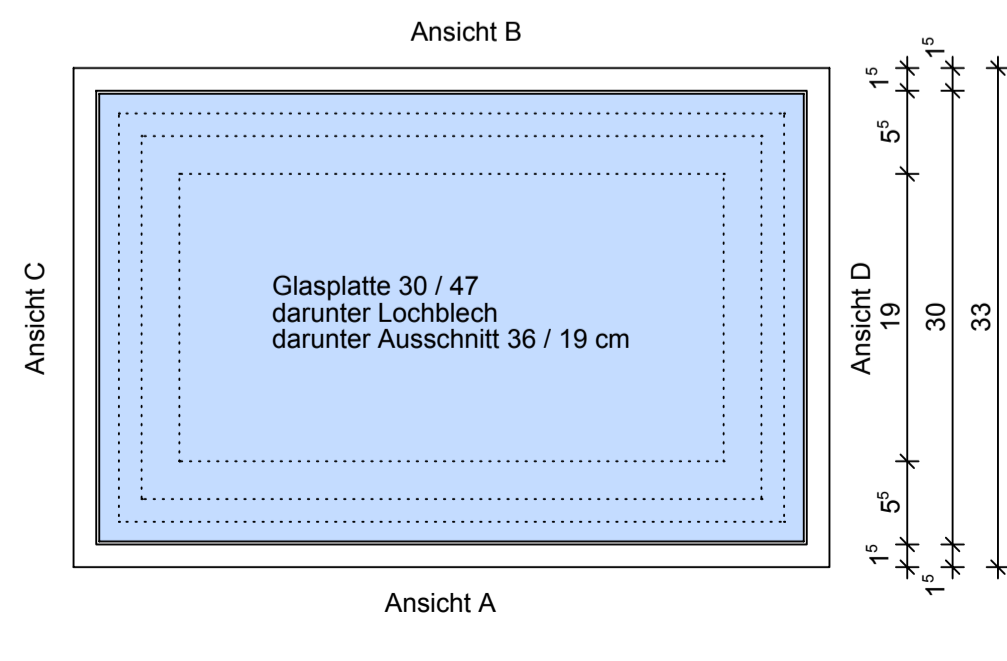 Ansicht B
1⁵
1⁵
5⁵
Glasplatte 30 / 47
darunter Lochblech
darunter Ausschnitt 36 / 19 cm
Ansicht C
Ansicht D
19
30
33
5⁵
1⁵
1⁵
Ansicht A